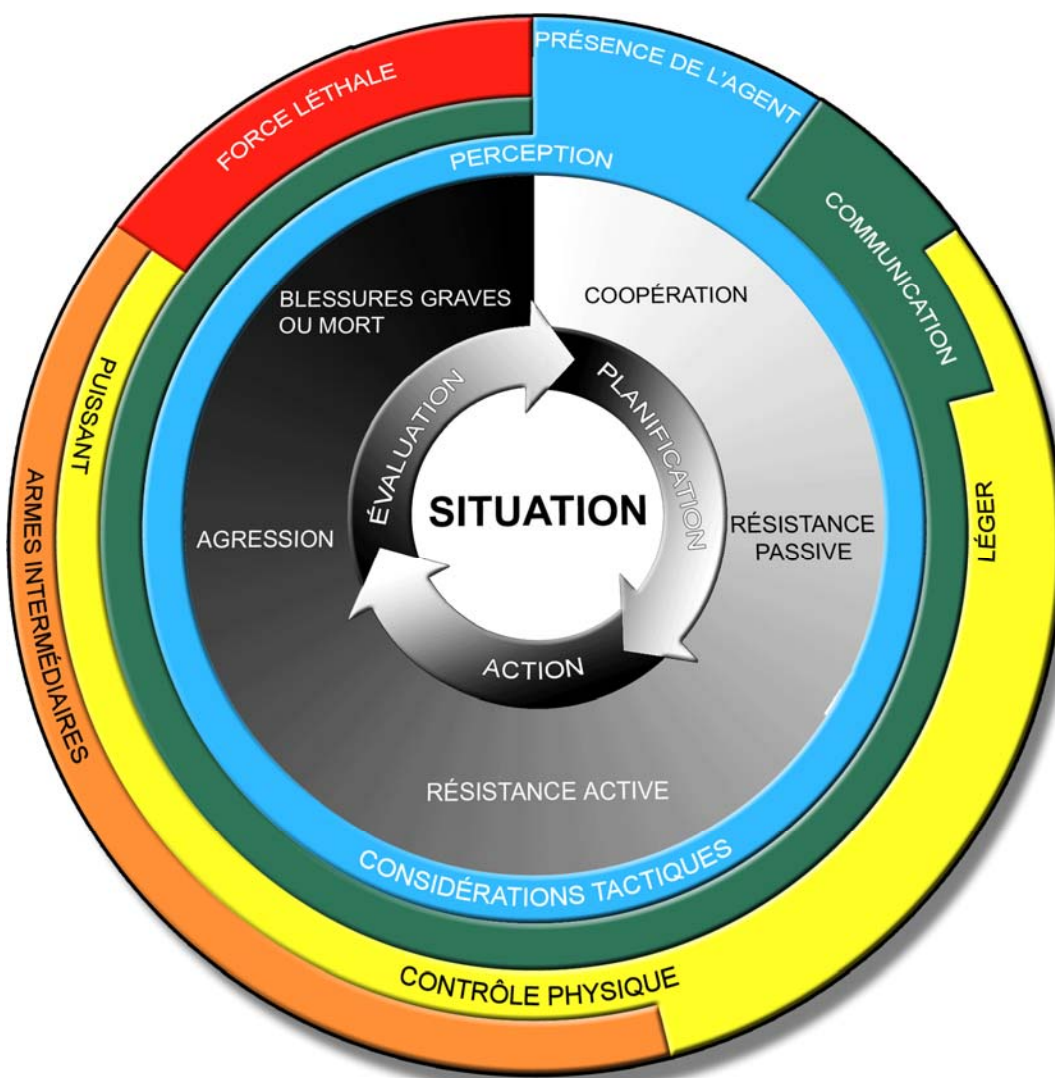 FORCE LÉTHALE
PRÉSENCE DE L'AGENT
PERCEPTION
COMMUNICATION
BLESSURES GRAVES
OU MORT
COOPÉRATION
ÉVALUATION
PLANIFICATION
PUISSANT
ARMES INTERMÉDIAIRES
AGRESSION
SITUATION
RÉSISTANCE
PASSIVE
LÉGER
ACTION
RÉSISTANCE ACTIVE
CONSIDÉRATIONS TACTIQUES
CONTRÔLE PHYSIQUE